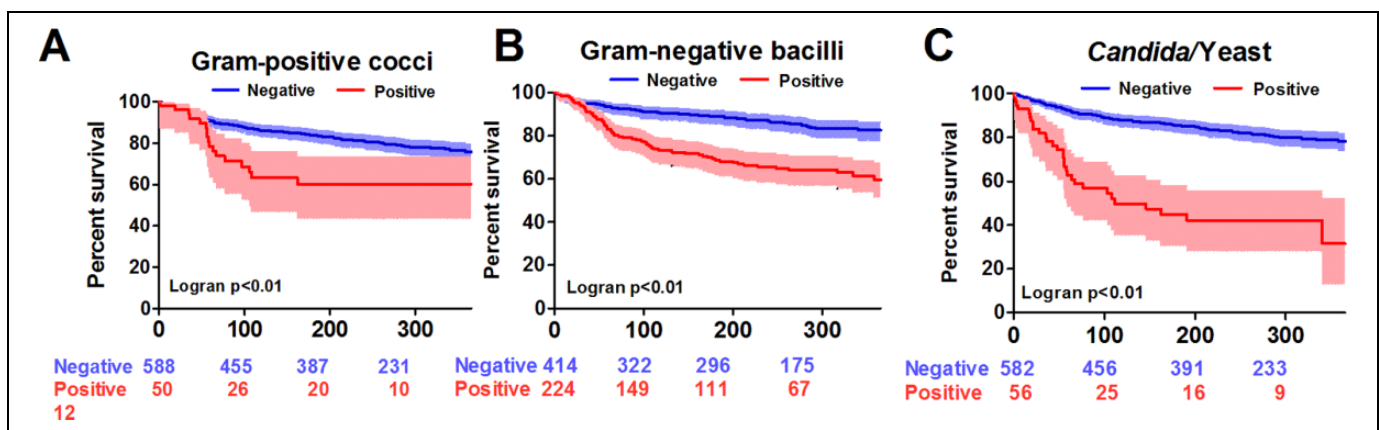 A
Gram-positive cocci
Negative Positive
Percent survival
100
80
60
40
20
0
Logran p<0.01
0 100 200 300
Negative 588 455 387 231
Positive 50 26 20 10
12
B
Gram-negative bacilli
Negative Positive
Percent survival
100
80
60
40
20
0
Logran p<0.01
0 100 200 300
Negative 414 322 296 175
Positive 224 149 111 67
C
Candida/Yeast
Negative Positive
Percent survival
100
80
60
40
20
0
Logran p<0.01
0 100 200 300
Negative 582 456 391 233
Positive 56 25 16 9